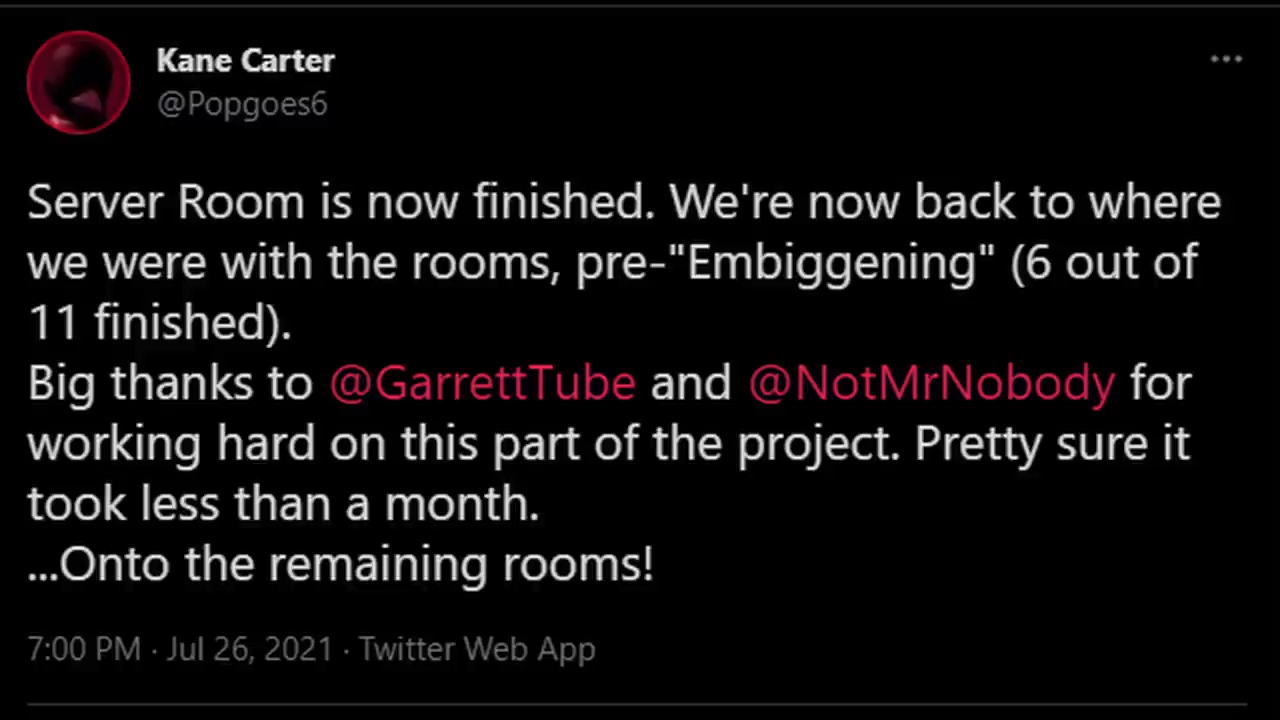 Kane Carter
@Popgoes6
Server Room is now finished. We're now back to where
we were with the rooms, pre-"Embiggening" (6 out of
11 finished).
Big thanks to @GarrettTube and @NotMrNobody for
working hard on this part of the project. Pretty sure it
took less than a month.
...Onto the remaining rooms!
7:00 PM · Jul 26, 2021 · Twitter Web App